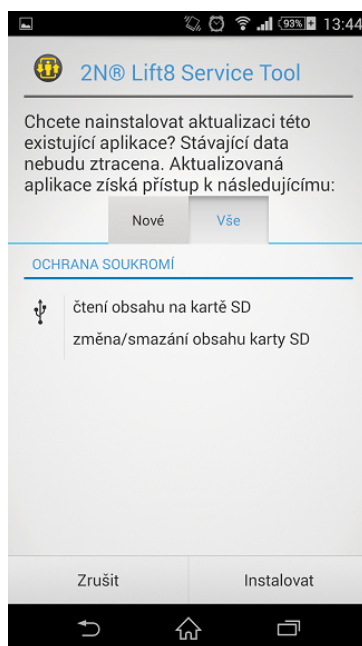 93% 13:44
2N® Lift8 Service Tool
Chcete nainstalovat aktualizaci této
existující aplikace? Stávající data
nebudu ztracena. Aktualizovaná
aplikace získá přístup k následujícímu:
Nové Vše
OCHRANA SOUKROMÍ
čtení obsahu na kartě SD
změna/smazání obsahu karty SD
Zrušit Instalovat